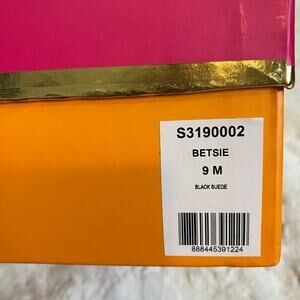 S3190002
BETSIE
9 M
BLACK SUEDE
888445391224